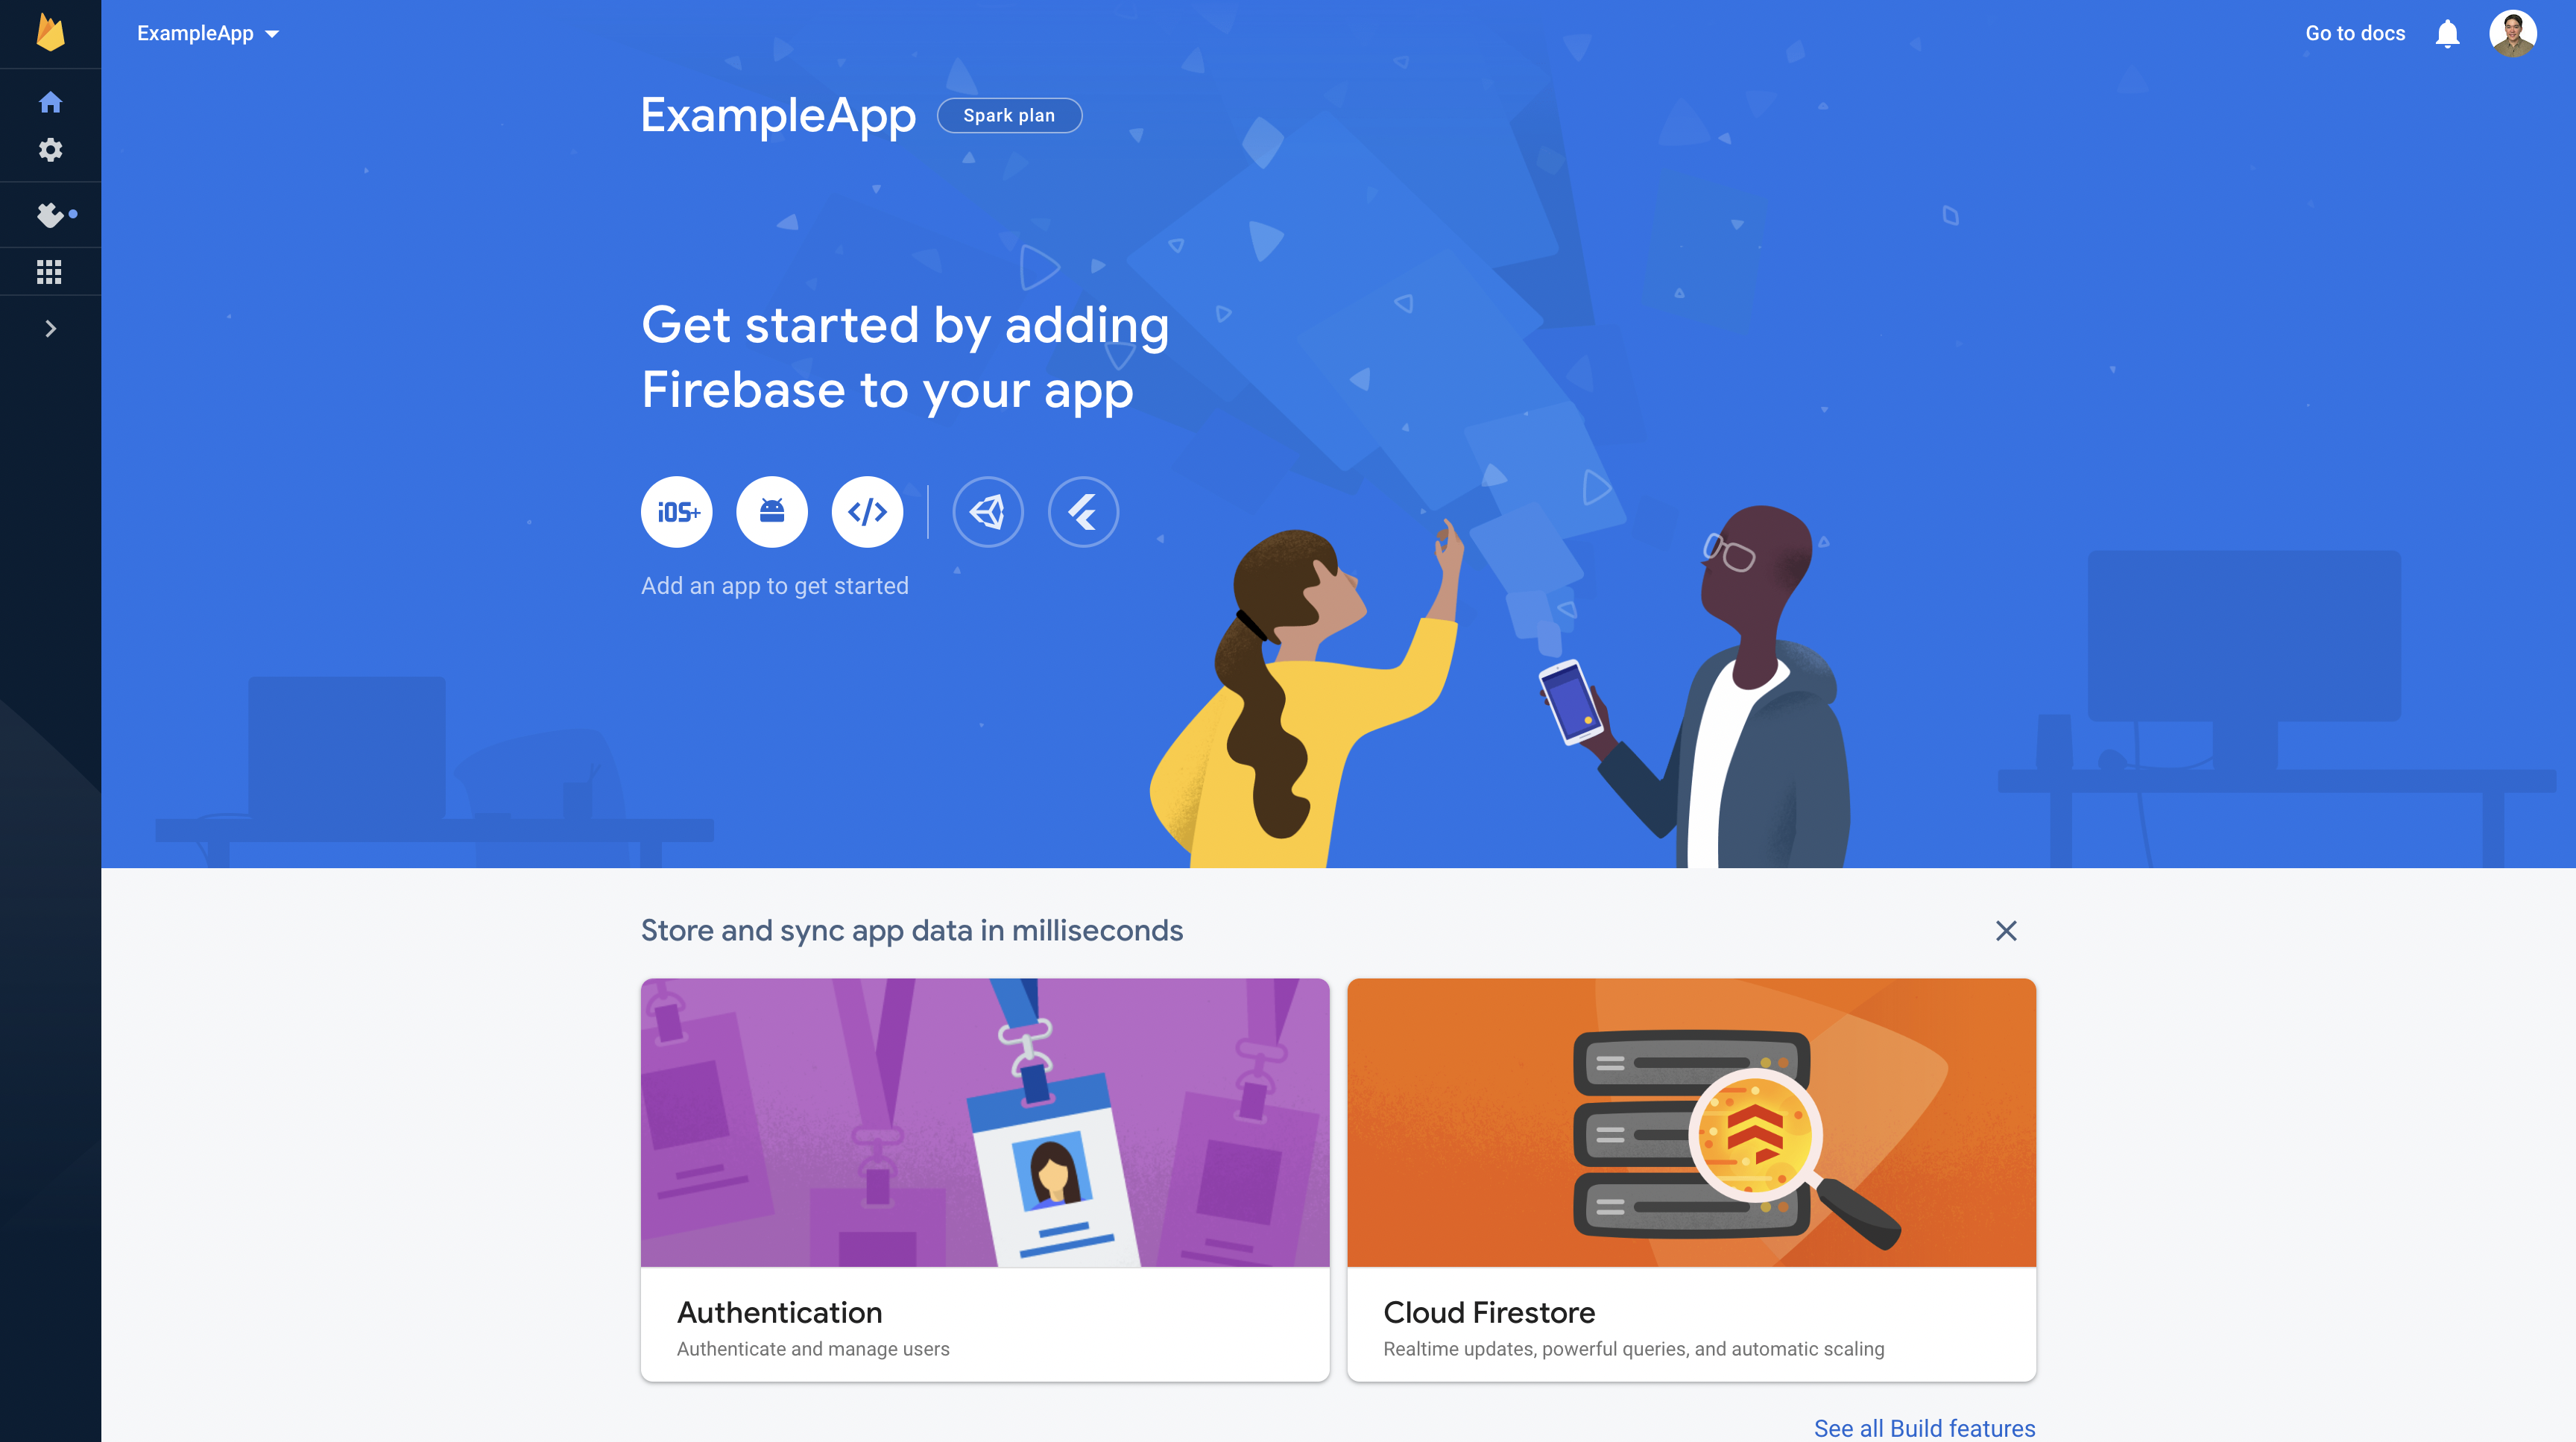 ExampleApp
Go to docs
ExampleApp
Spark plan
Get started by adding
Firebase to your app
iOS+
Add an app to get started
Store and sync app data in milliseconds
Authentication
Authenticate and manage users
Cloud Firestore
Realtime updates, powerful queries, and automatic scaling
See all Build features